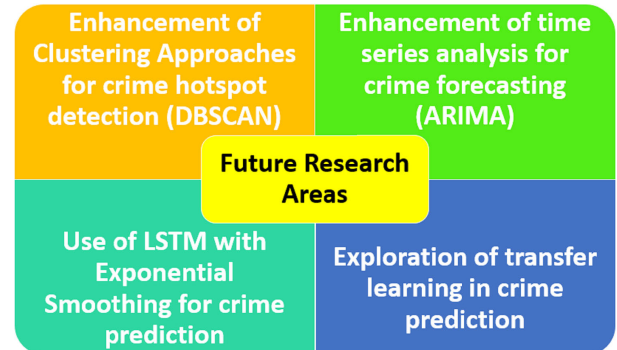 Enhancement of
Clustering Approaches
for crime hotspot
detection (DBSCAN)
Enhancement of time
series analysis for
crime forecasting
(ARIMA)
Future Research
Areas
Use of LSTM with
Exponential
Smoothing for crime
prediction
Exploration of transfer
learning in crime
prediction